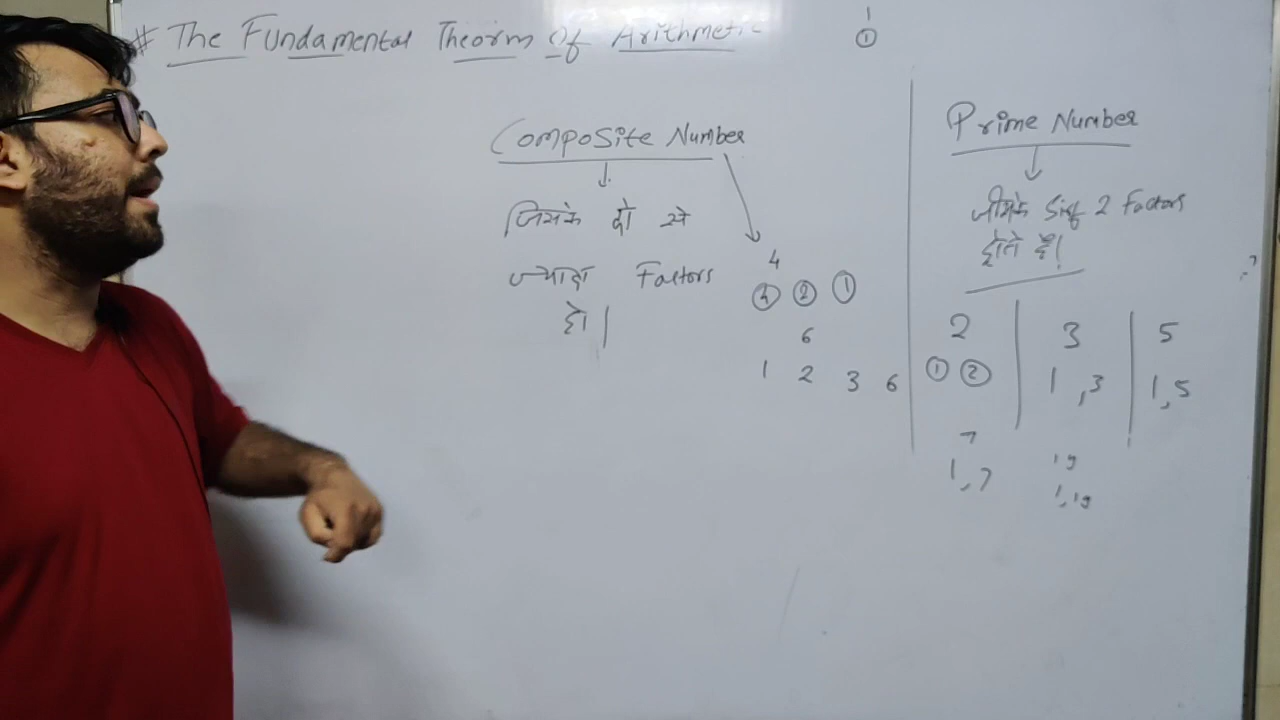 # The Fundamental Theorm Of Arithmetic
1
1
Composite Number
जिसके दो से
ज्यादा Factors
हो |
4
4 2 1
6
1 2 3 6
Prime Number
जीसके Sirf 2 Factors
होते है|
2 3 5
1 2 1,3 1,5
7 19
1,7 1,19